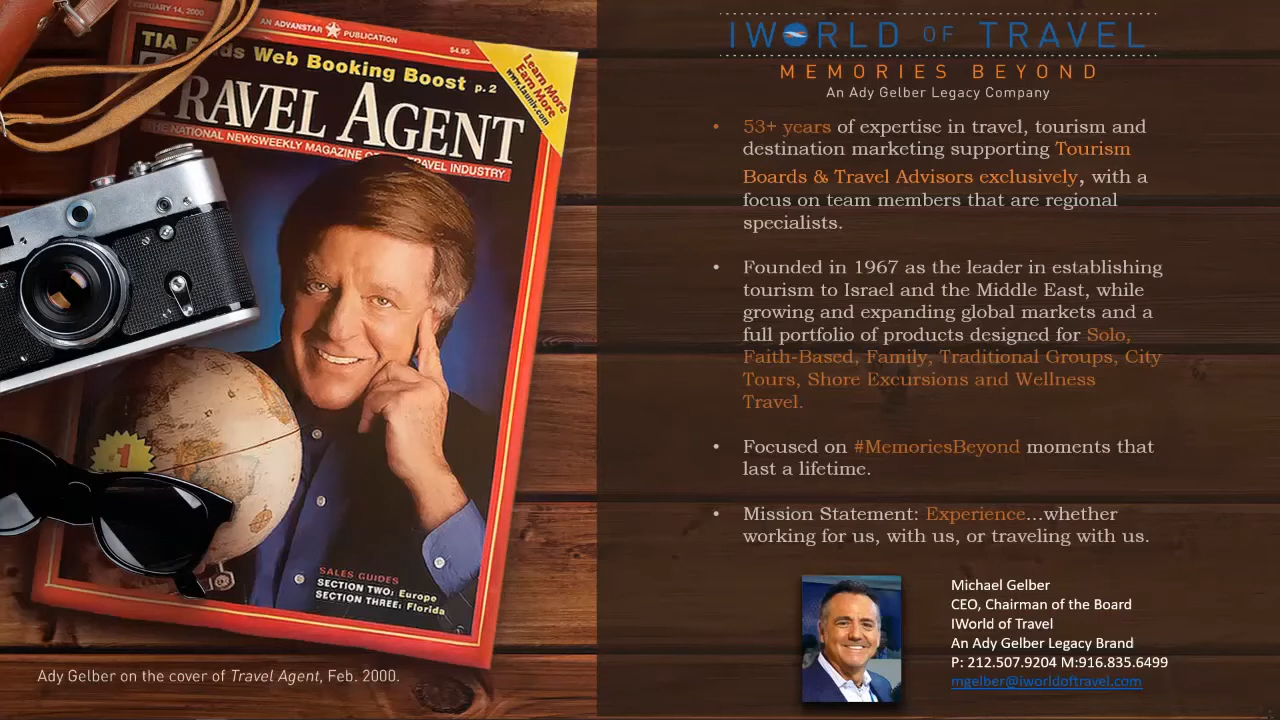 FEBRUARY 14, 2000
AN ADVANSTAR PUBLICATION
$4.95
TIA Finds Web Booking Boost p.2
Learn More
Earn More
TRAVEL AGENT
THE NATIONAL NEWSWEEKLY MAGAZINE OF THE TRAVEL INDUSTRY
#1
SALES GUIDES
SECTION TWO: Europe
SECTION THREE: Florida
Ady Gelber on the cover of Travel Agent, Feb. 2000.
IWORLD OF TRAVEL
MEMORIES BEYOND
An Ady Gelber Legacy Company
• 53+ years of expertise in travel, tourism and
destination marketing supporting Tourism
Boards & Travel Advisors exclusively, with a
focus on team members that are regional
specialists.
• Founded in 1967 as the leader in establishing
tourism to Israel and the Middle East, while
growing and expanding global markets and a
full portfolio of products designed for Solo,
Faith-Based, Family, Traditional Groups, City
Tours, Shore Excursions and Wellness
Travel.
• Focused on #MemoriesBeyond moments that
last a lifetime.
• Mission Statement: Experience...whether
working for us, with us, or traveling with us.
Michael Gelber
CEO, Chairman of the Board
IWorld of Travel
An Ady Gelber Legacy Brand
P: 212.507.9204 M:916.835.6499
mgelber@iworldoftravel.com